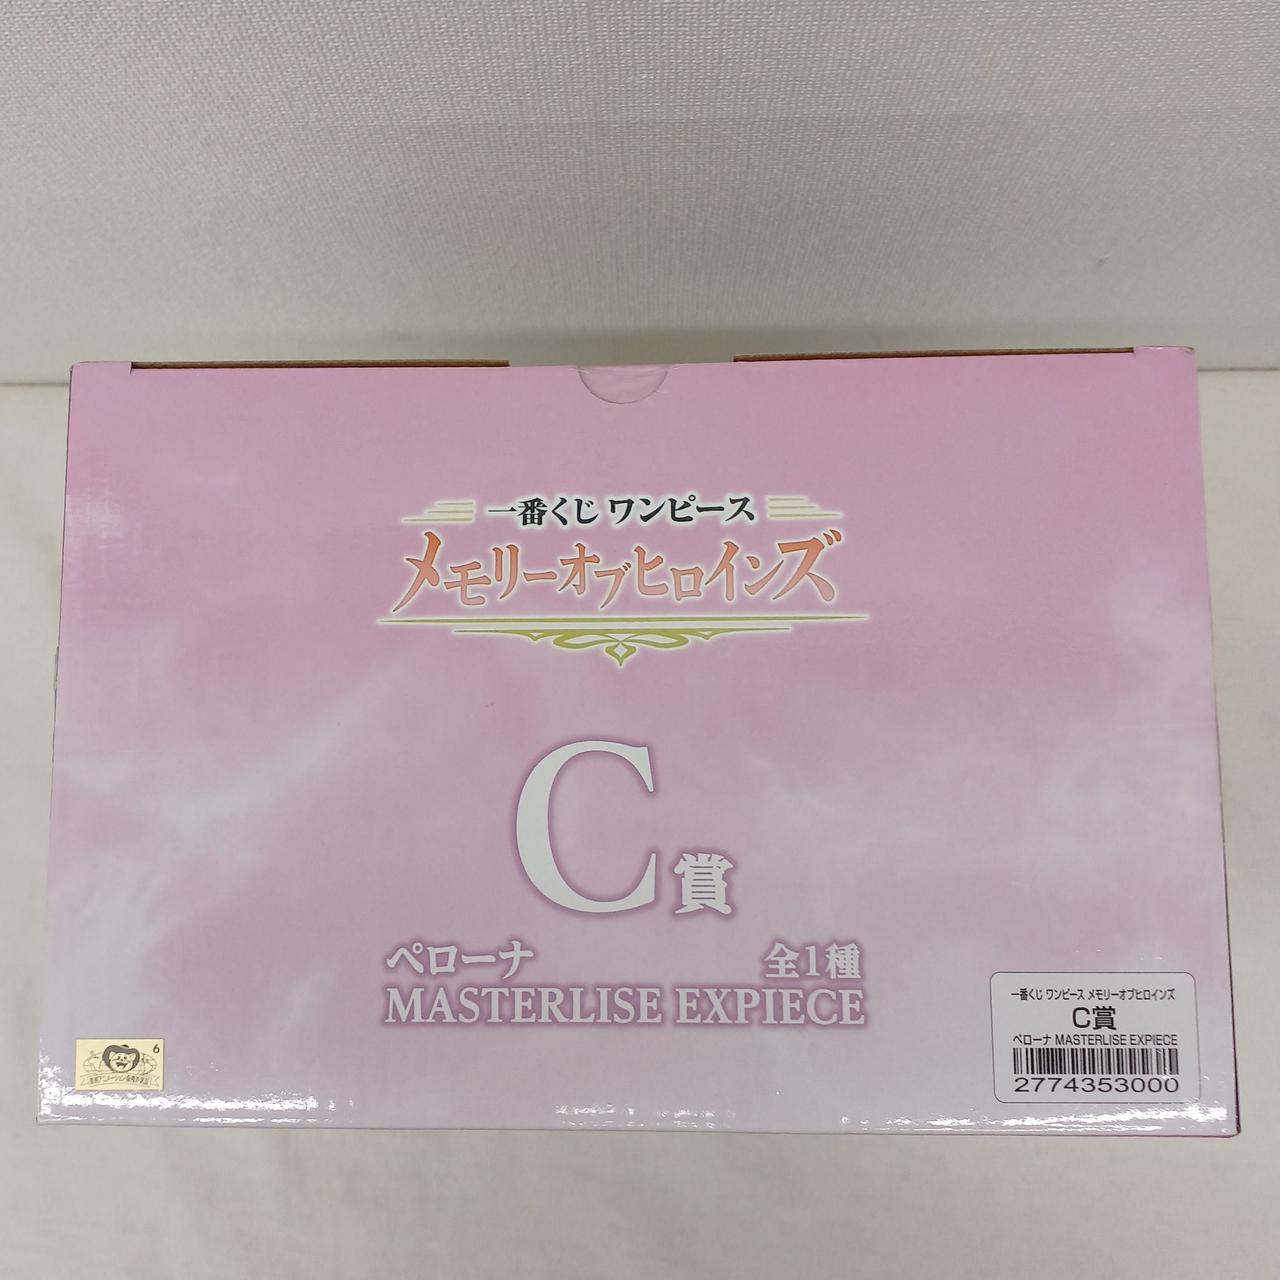 一番くじ ワンピース
メモリーオブヒロインズ
C賞
ペローナ 全1種
MASTERLISE EXPIECE
6
一番くじ ワンピース メモリーオブヒロインズ
C賞
ペローナ MASTERLISE EXPIECE
2774353000